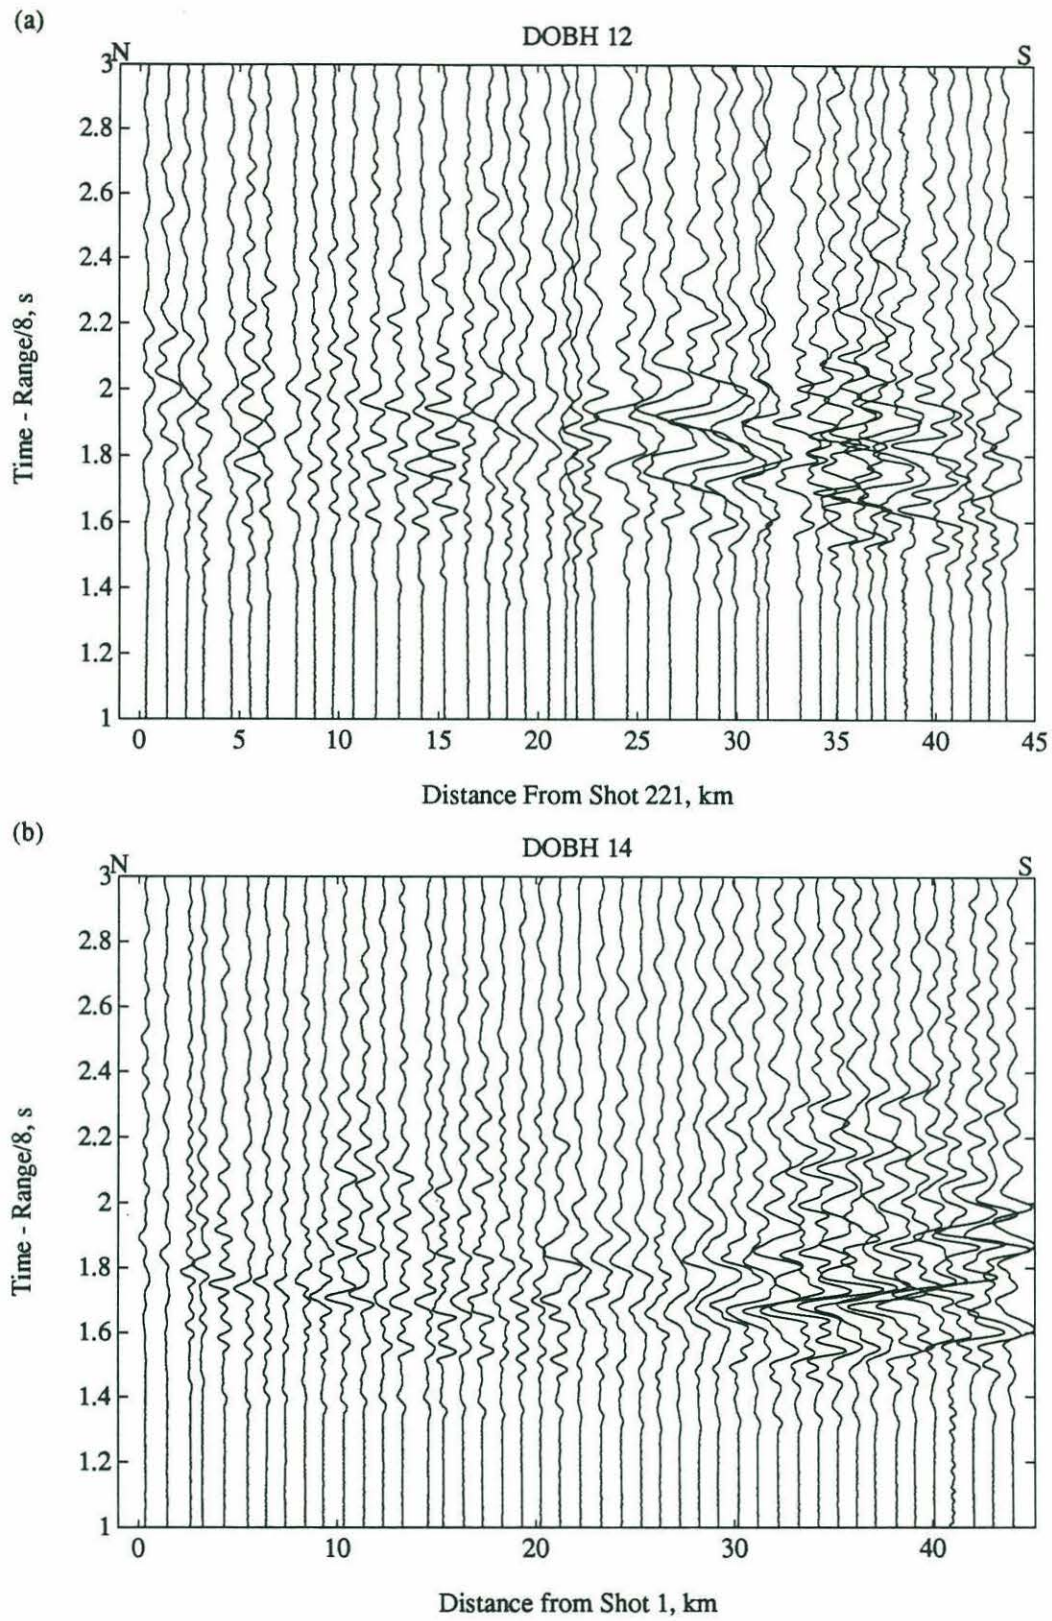 (a)
DOBH 12
N
S
3
2.8
2.6
2.4
2.2
2
1.8
1.6
1.4
1.2
1
Time - Range/8, s
0 5 10 15 20 25 30 35 40 45
Distance From Shot 221, km
(b)
DOBH 14
N
S
3
2.8
2.6
2.4
2.2
2
1.8
1.6
1.4
1.2
1
Time - Range/8, s
0 10 20 30 40
Distance from Shot 1, km